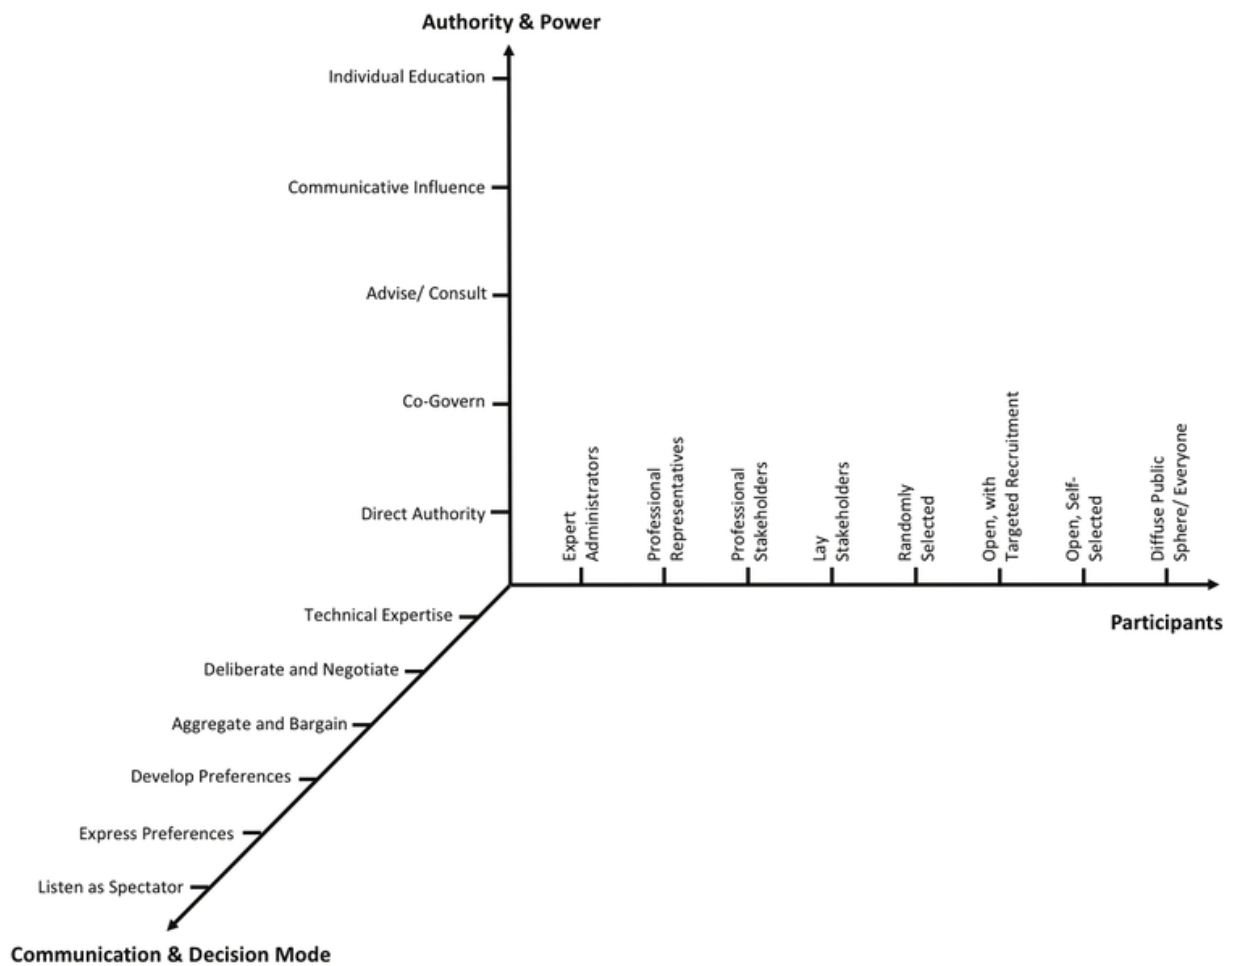 Authority & Power
Individual Education
Communicative Influence
Advise/ Consult
Co-Govern
Direct Authority
Expert
Administrators
Professional
Representatives
Professional
Stakeholders
Lay
Stakeholders
Randomly
Selected
Open, with
Targeted Recruitment
Open, Self-
Selected
Diffuse Public
Sphere/ Everyone
Participants
Technical Expertise
Deliberate and Negotiate
Aggregate and Bargain
Develop Preferences
Express Preferences
Listen as Spectator
Communication & Decision Mode